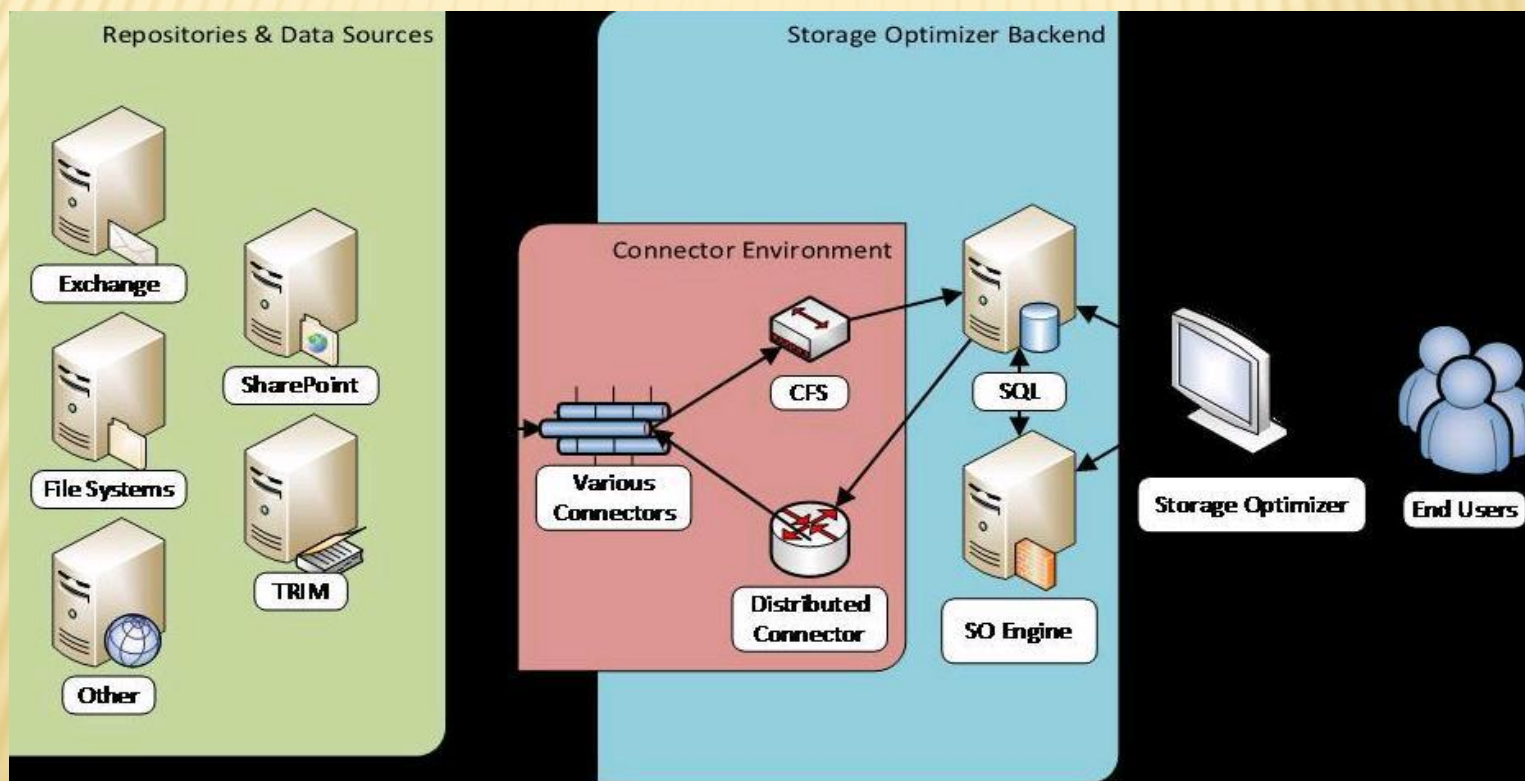 Repositories & Data Sources
Exchange
SharePoint
File Systems
TRIM
Other
Storage Optimizer Backend
Connector Environment
CFS
Various
Connectors
Distributed
Connector
SQL
SO Engine
Storage Optimizer
End Users